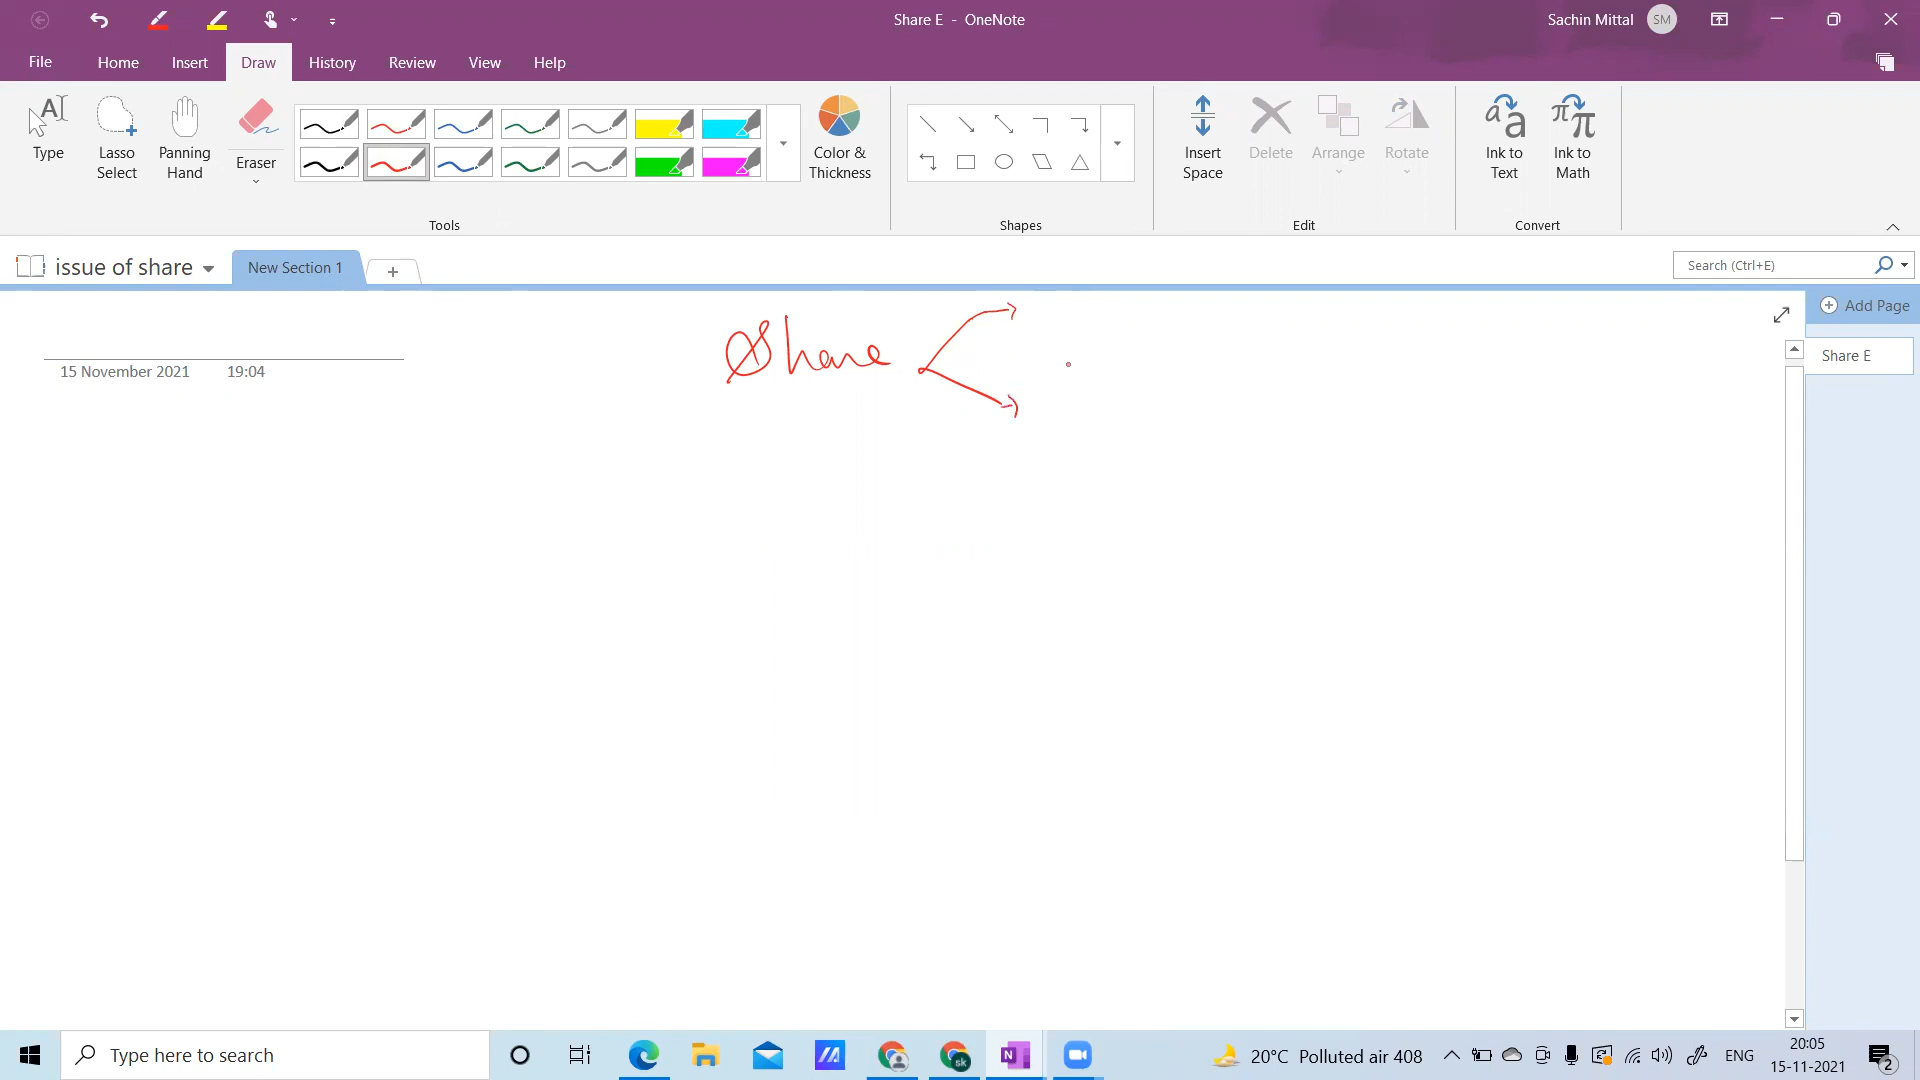 Share E - OneNote
Sachin Mittal SM
File Home Insert Draw History Review View Help
Type
Lasso Select
Panning Hand
Eraser
Color & Thickness
Insert Space
Delete
Arrange
Rotate
Ink to Text
Ink to Math
Tools
Shapes
Edit
Convert
issue of share
New Section 1
Search (Ctrl+E)
Add Page
Share E
Share
15 November 2021 19:04
Type here to search
20°C Polluted air 408
ENG
20:05
15-11-2021
2